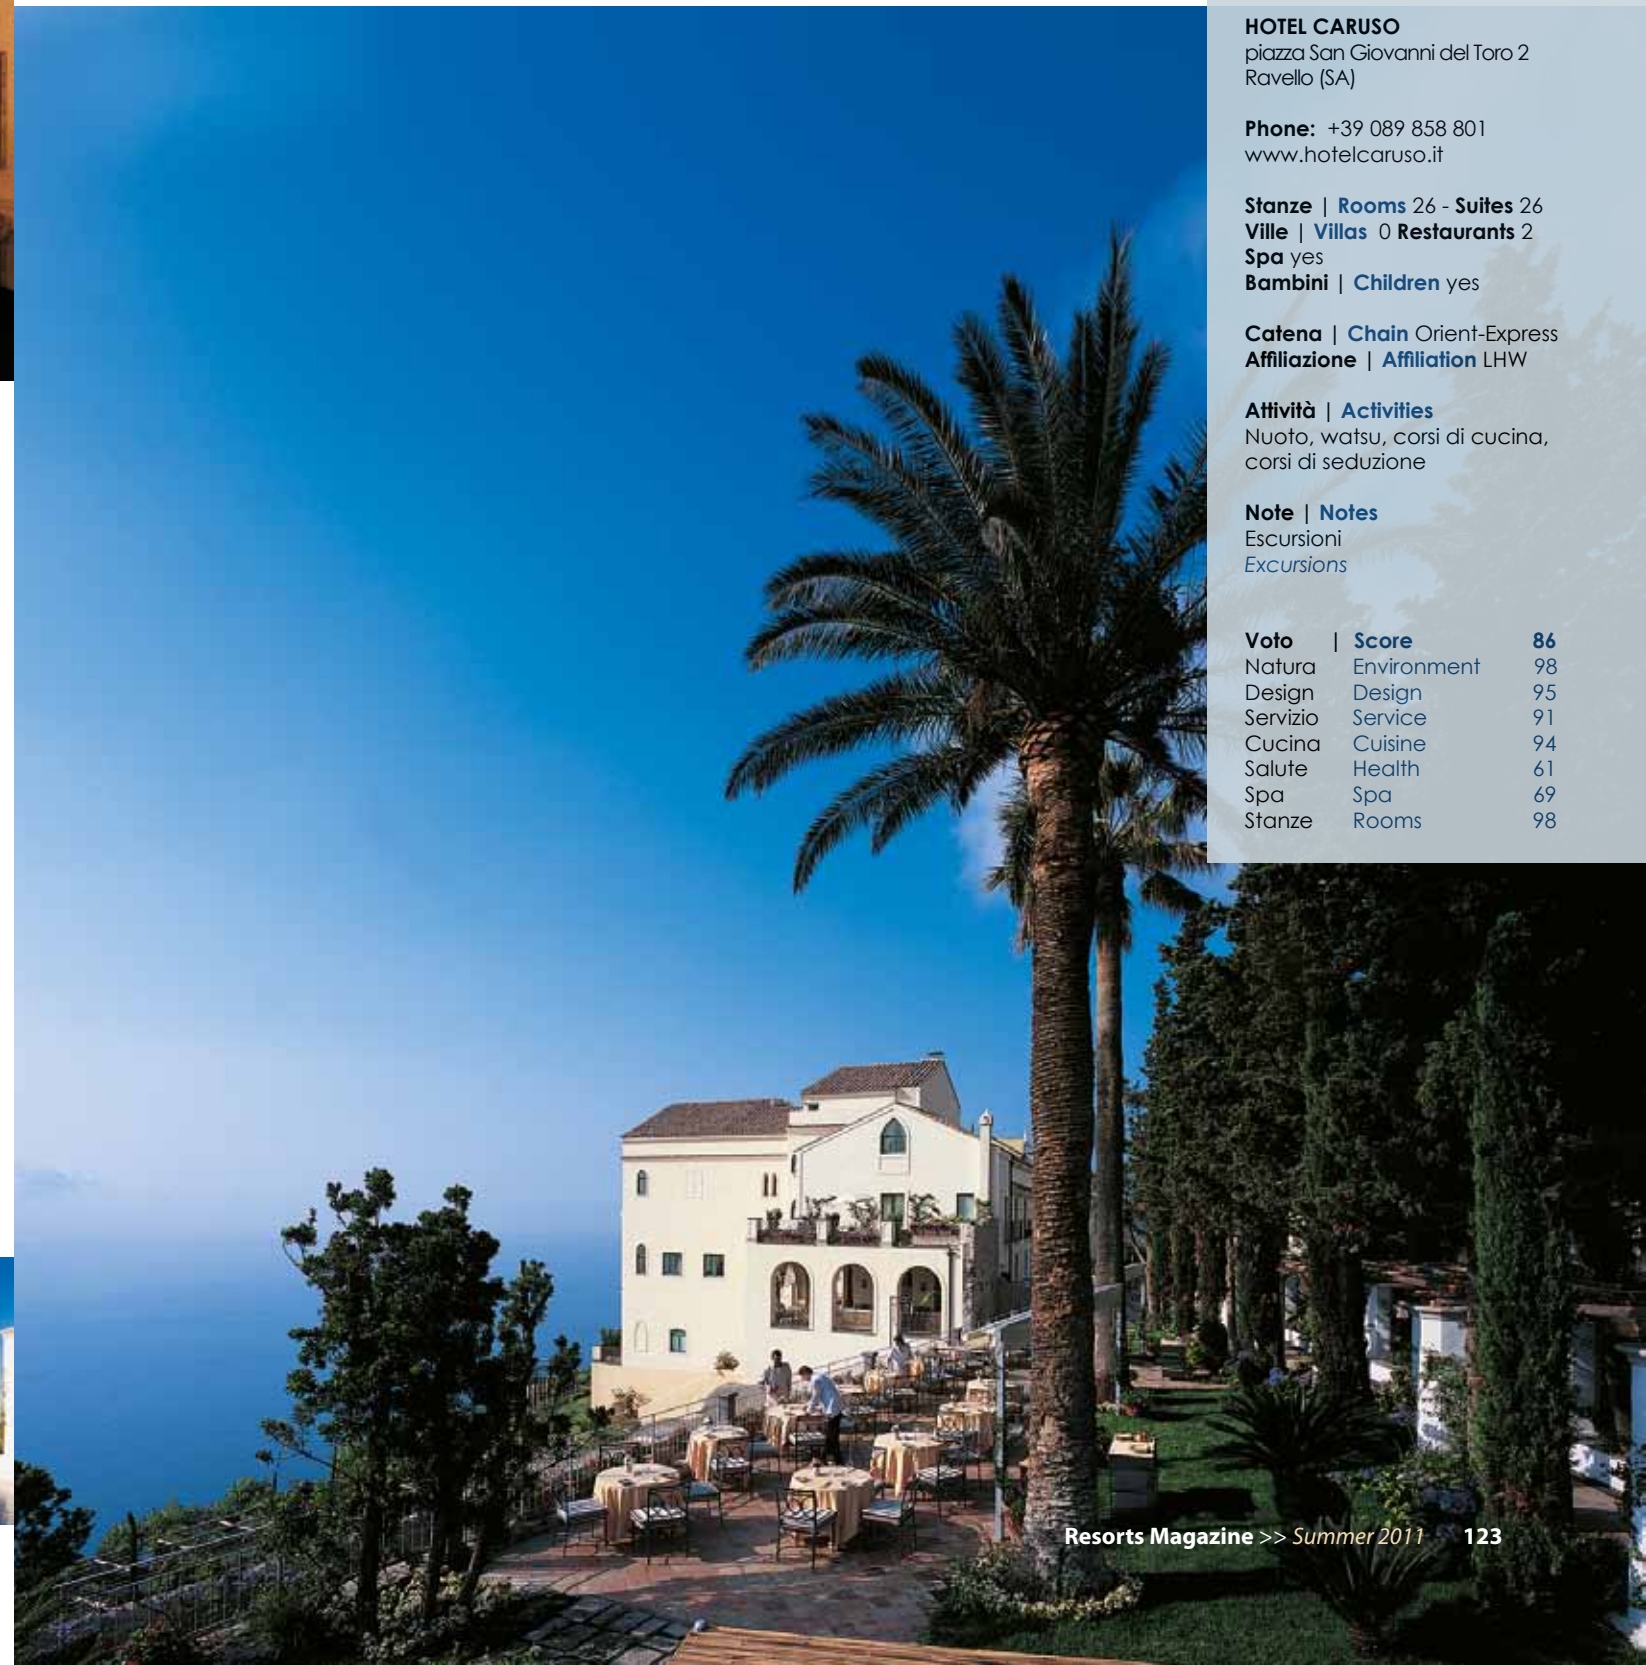 HOTEL CARUSO
piazza San Giovanni del Toro 2
Ravello (SA)
Phone: +39 089 858 801
www.hotelcaruso.it
Stanze | Rooms 26 - Suites 26
Ville | Villas 0 Restaurants 2
Spa yes
Bambini | Children yes
Catena | Chain Orient-Express
Affiliazione | Affiliation LHW
Attività | Activities
Nuoto, watsu, corsi di cucina,
corsi di seduzione
Note | Notes
Escursioni
Excursions
Voto | Score 86
Natura Environment 98
Design Design 95
Servizio Service 91
Cucina Cuisine 94
Salute Health 61
Spa Spa 69
Stanze Rooms 98
Resorts Magazine >> Summer 2011 123